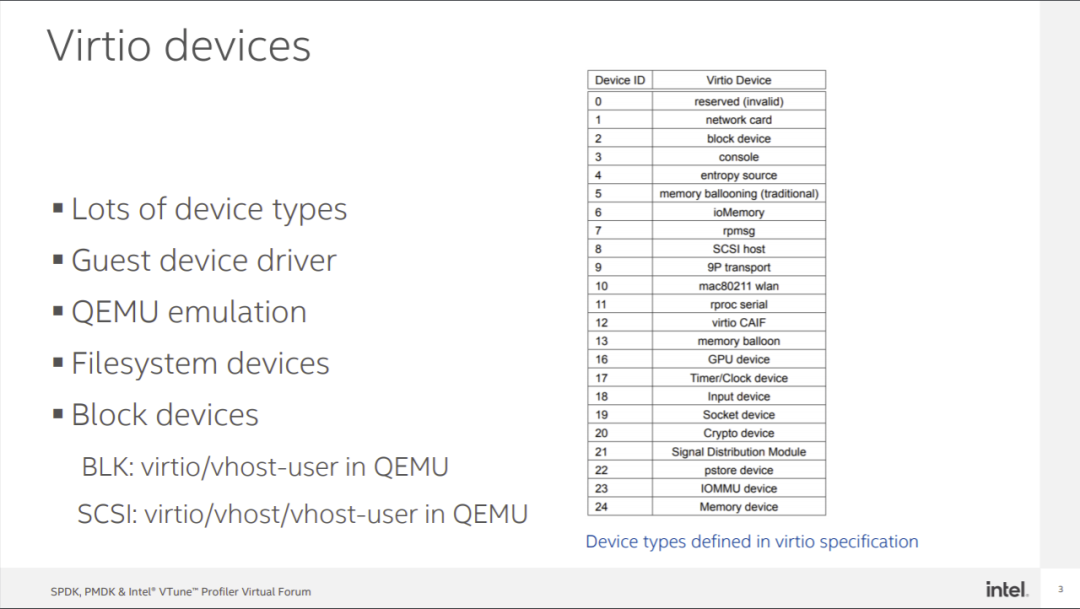 Virtio devices
▪ Lots of device types
▪ Guest device driver
▪ QEMU emulation
▪ Filesystem devices
▪ Block devices
BLK: virtio/vhost-user in QEMU
SCSI: virtio/vhost/vhost-user in QEMU
Device ID Virtio Device
0 reserved (invalid)
1 network card
2 block device
3 console
4 entropy source
5 memory ballooning (traditional)
6 ioMemory
7 rpmsg
8 SCSI host
9 9P transport
10 mac80211 wlan
11 rproc serial
12 virtio CAIF
13 memory balloon
16 GPU device
17 Timer/Clock device
18 Input device
19 Socket device
20 Crypto device
21 Signal Distribution Module
22 pstore device
23 IOMMU device
24 Memory device
Device types defined in virtio specification
SPDK, PMDK & Intel® VTune™ Profiler Virtual Forum
intel.
3